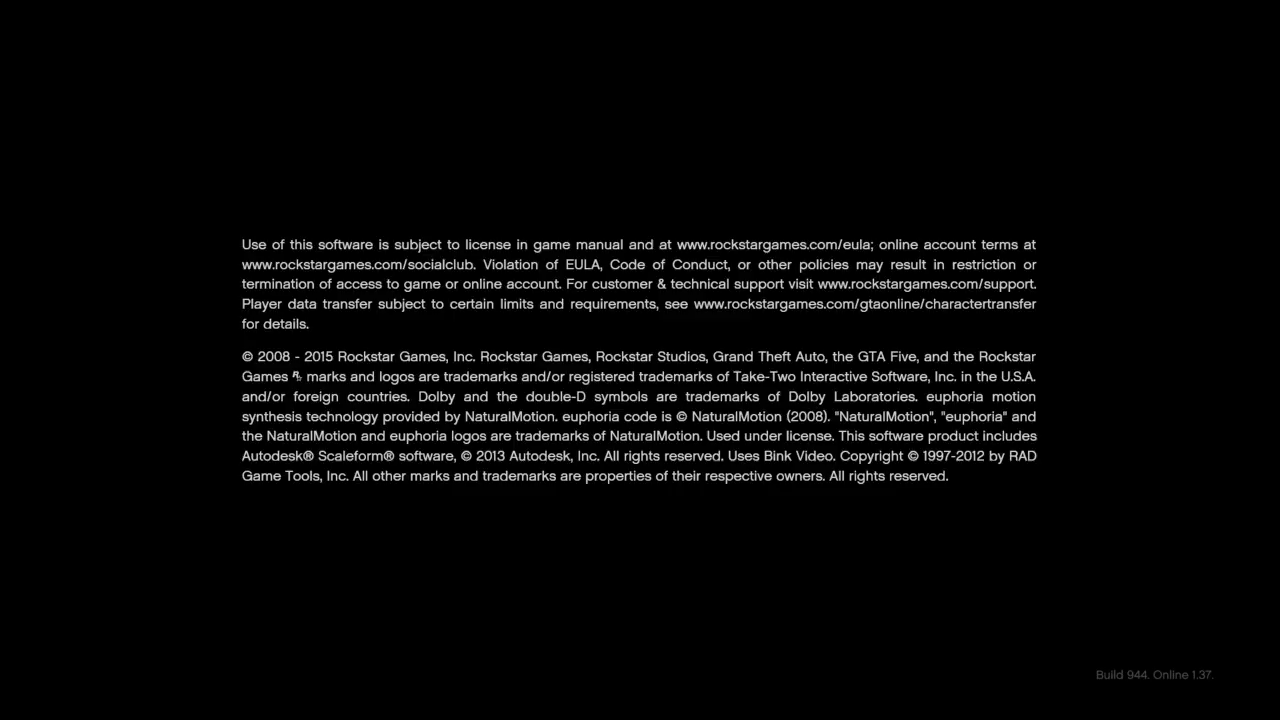 Use of this software is subject to license in game manual and at www.rockstargames.com/eula; online account terms at
www.rockstargames.com/socialclub. Violation of EULA, Code of Conduct, or other policies may result in restriction or
termination of access to game or online account. For customer & technical support visit www.rockstargames.com/support.
Player data transfer subject to certain limits and requirements, see www.rockstargames.com/gtaonline/charactertransfer
for details.
© 2008 - 2015 Rockstar Games, Inc. Rockstar Games, Rockstar Studios, Grand Theft Auto, the GTA Five, and the Rockstar
Games R* marks and logos are trademarks and/or registered trademarks of Take-Two Interactive Software, Inc. in the U.S.A.
and/or foreign countries. Dolby and the double-D symbols are trademarks of Dolby Laboratories. euphoria motion
synthesis technology provided by NaturalMotion. euphoria code is © NaturalMotion (2008). "NaturalMotion", "euphoria" and
the NaturalMotion and euphoria logos are trademarks of NaturalMotion. Used under license. This software product includes
Autodesk® Scaleform® software, © 2013 Autodesk, Inc. All rights reserved. Uses Bink Video. Copyright © 1997-2012 by RAD
Game Tools, Inc. All other marks and trademarks are properties of their respective owners. All rights reserved.
Build 944. Online 1.37.